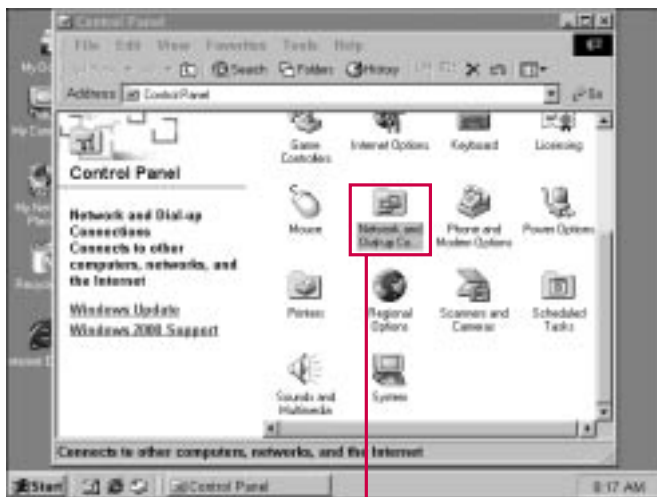 Control Panel
File Edit View Favorites Tools Help
Search Folders History
Address Control Panel Go
Control Panel
Network and Dial-up
Connections
Connects to other
computers, networks, and
the Internet
Windows Update
Windows 2000 Support
Game
Controllers
Internet Options
Keyboard
Licensing
Mouse
Network and
Dial-up Co...
Phone and
Modem Options
Power Options
Printers
Regional
Options
Scanners and
Cameras
Scheduled
Tasks
Sounds and
Multimedia
System
Connects to other computers, networks, and the Internet
Start Control Panel 8:17 AM